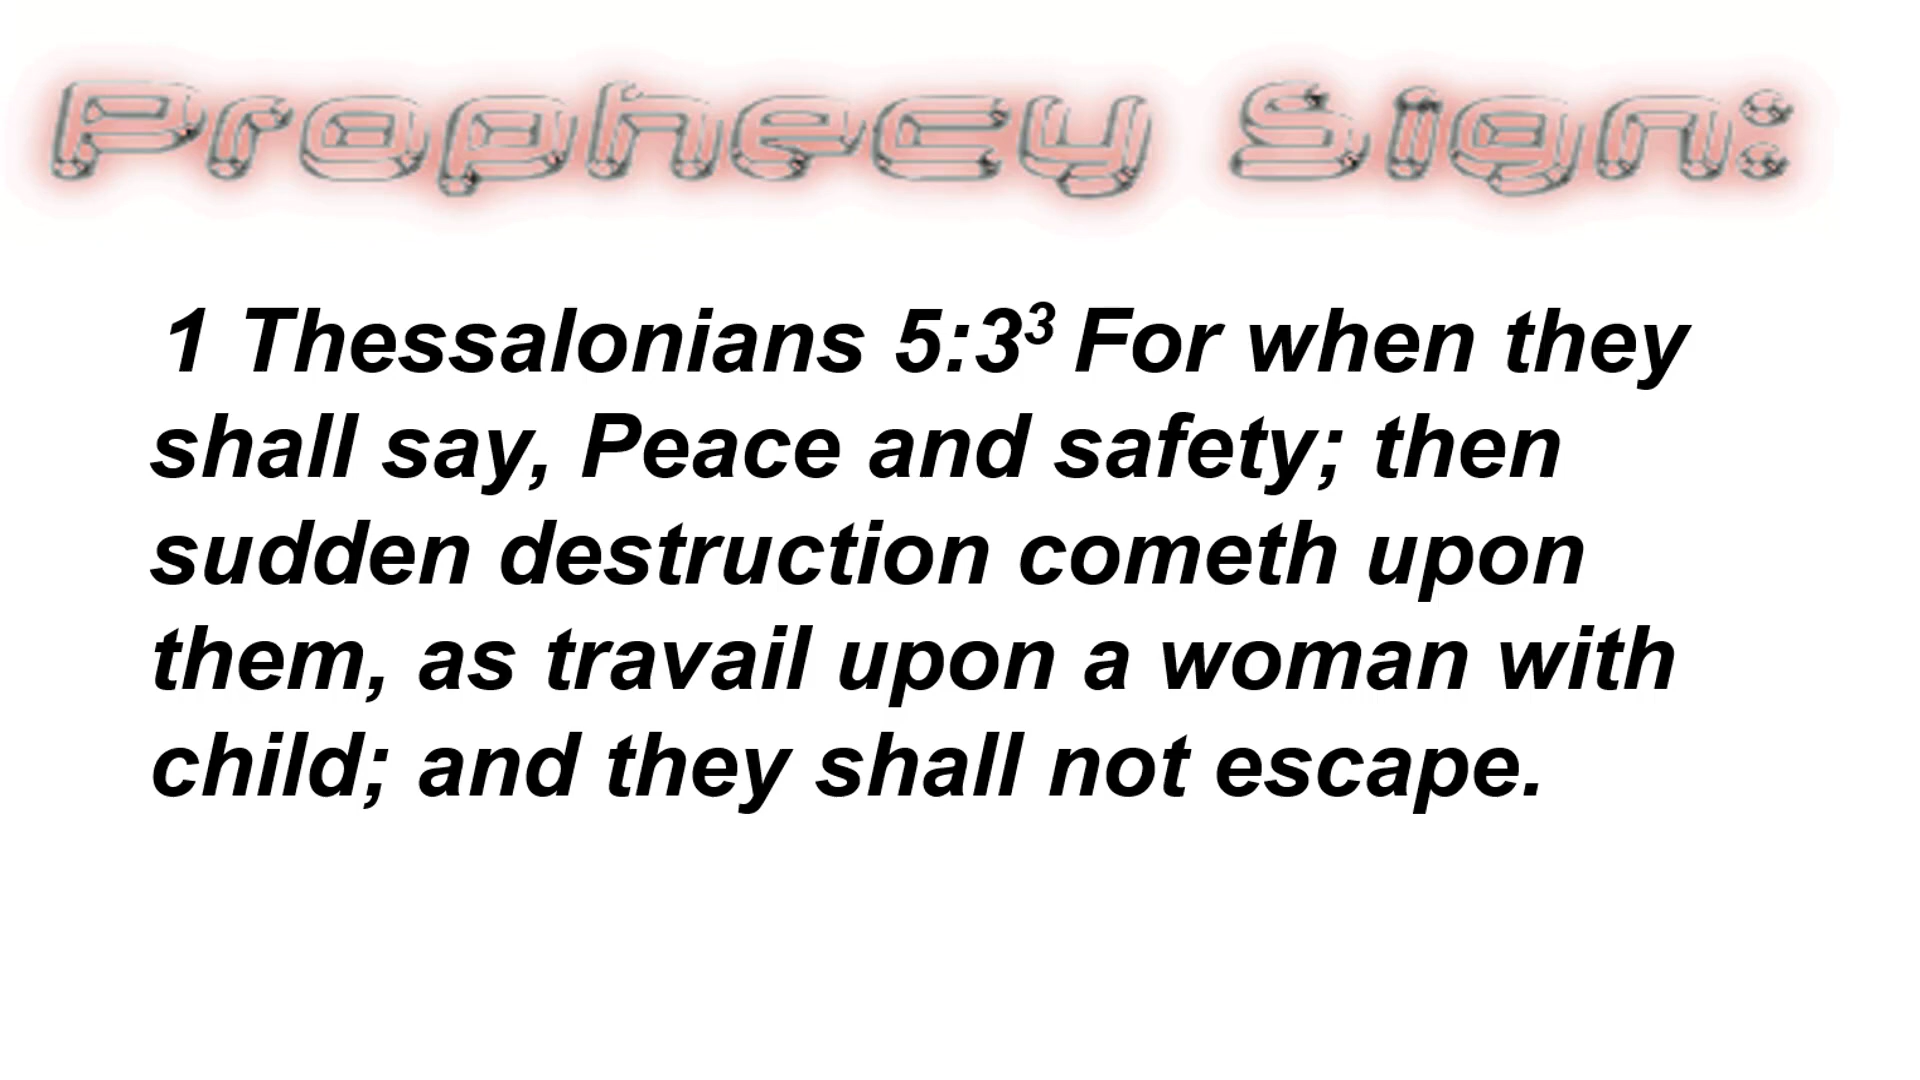 Prophecy Sign:
1 Thessalonians 5:3³ For when they
shall say, Peace and safety; then
sudden destruction cometh upon
them, as travail upon a woman with
child; and they shall not escape.